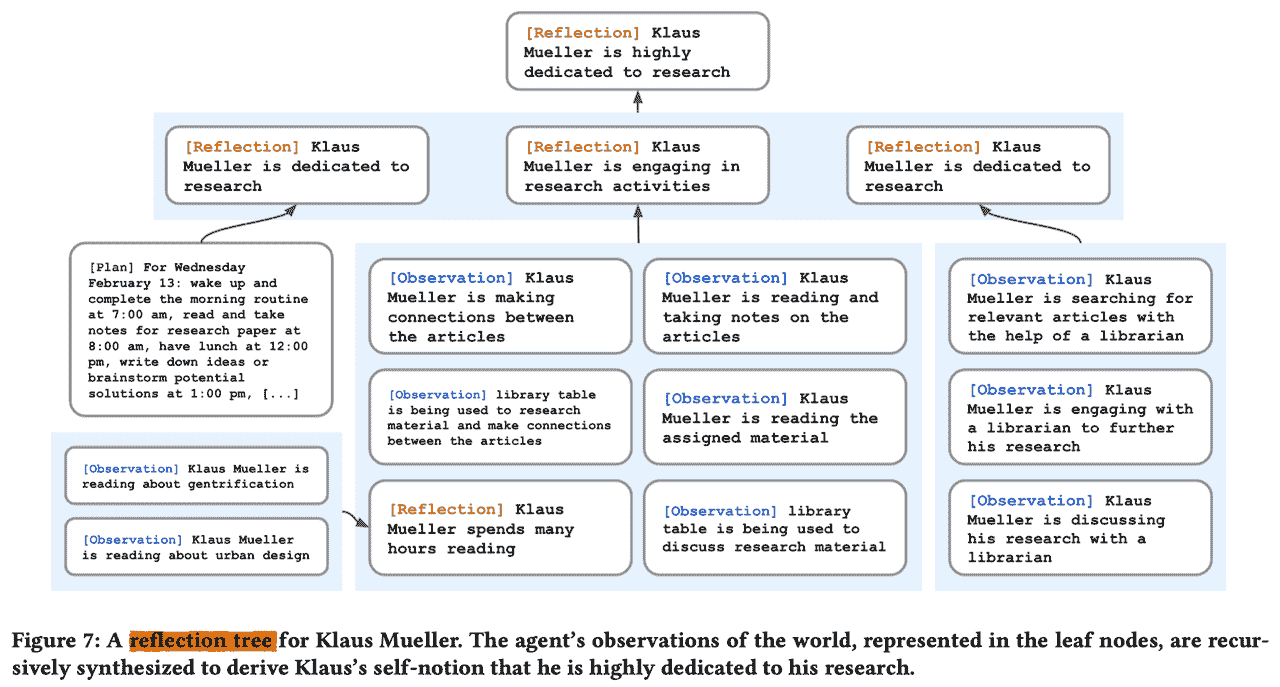 [Reflection] Klaus
Mueller is highly
dedicated to research
[Reflection] Klaus
Mueller is dedicated to
research
[Reflection] Klaus
Mueller is engaging in
research activities
[Reflection] Klaus
Mueller is dedicated to
research
[Plan] For Wednesday
February 13: wake up and
complete the morning routine
at 7:00 am, read and take
notes for research paper at
8:00 am, have lunch at 12:00
pm, write down ideas or
brainstorm potential
solutions at 1:00 pm, [...]
[Observation] Klaus Mueller is
reading about gentrification
[Observation] Klaus Mueller
is reading about urban design
[Observation] Klaus
Mueller is making
connections between
the articles
[Observation] Klaus
Mueller is reading and
taking notes on the
articles
[Observation] library table
is being used to research
material and make connections
between the articles
[Observation] Klaus
Mueller is reading the
assigned material
[Reflection] Klaus
Mueller spends many
hours reading
[Observation] library
table is being used to
discuss research material
[Observation] Klaus
Mueller is searching for
relevant articles with
the help of a librarian
[Observation] Klaus
Mueller is engaging with
a librarian to further
his research
[Observation] Klaus
Mueller is discussing
his research with a
librarian
Figure 7: A reflection tree for Klaus Mueller. The agent's observations of the world, represented in the leaf nodes, are recur-
sively synthesized to derive Klaus's self-notion that he is highly dedicated to his research.